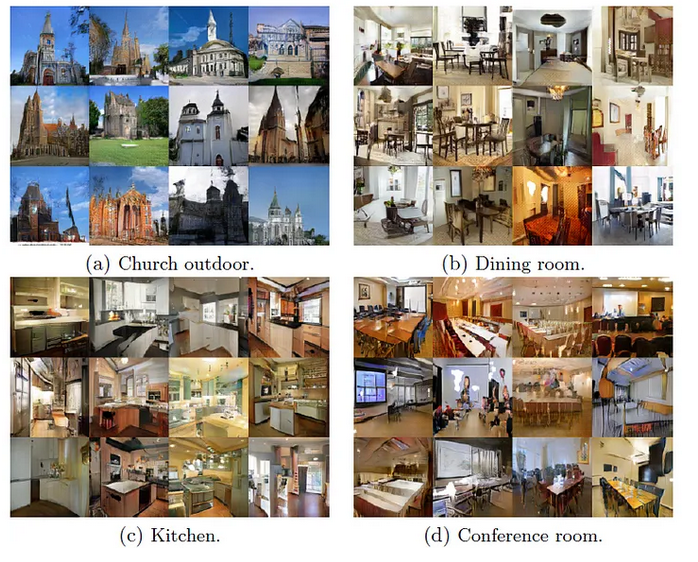 (a) Church outdoor.
(b) Dining room.
(c) Kitchen.
(d) Conference room.